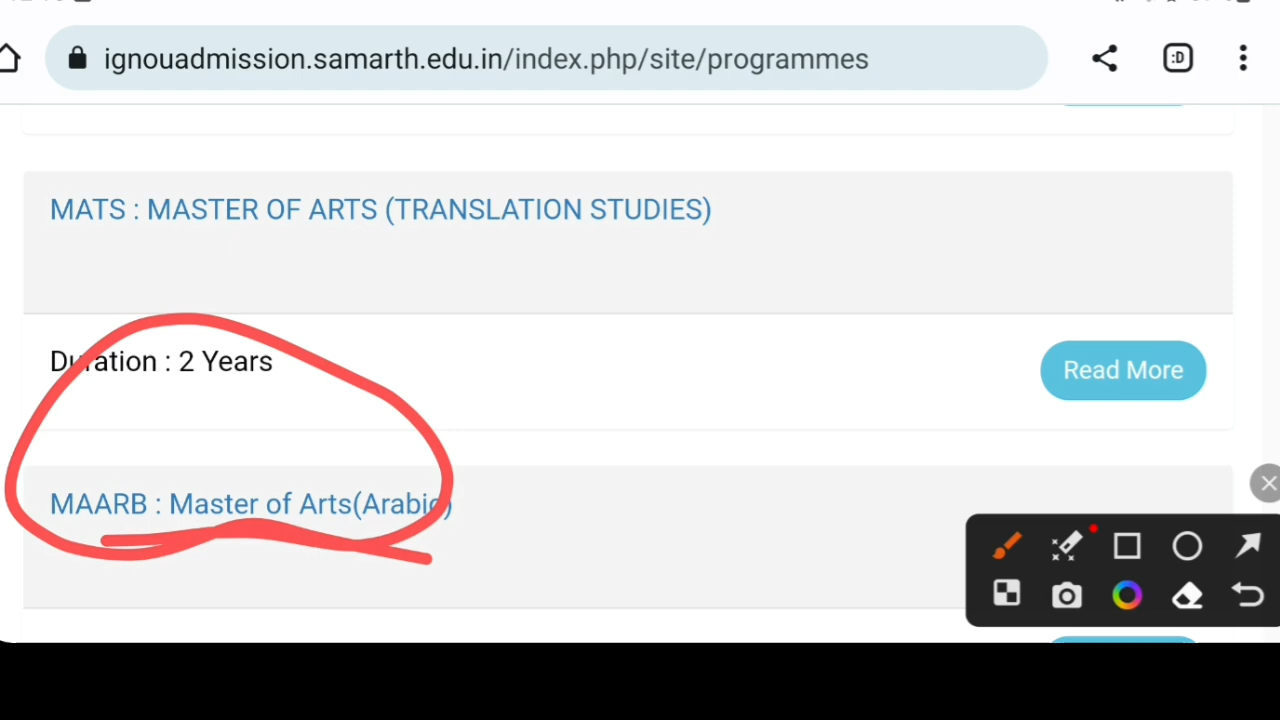 ignouadmission.samarth.edu.in/index.php/site/programmes
:D
MATS : MASTER OF ARTS (TRANSLATION STUDIES)
Duration : 2 Years
Read More
MAARB : Master of Arts(Arabic)